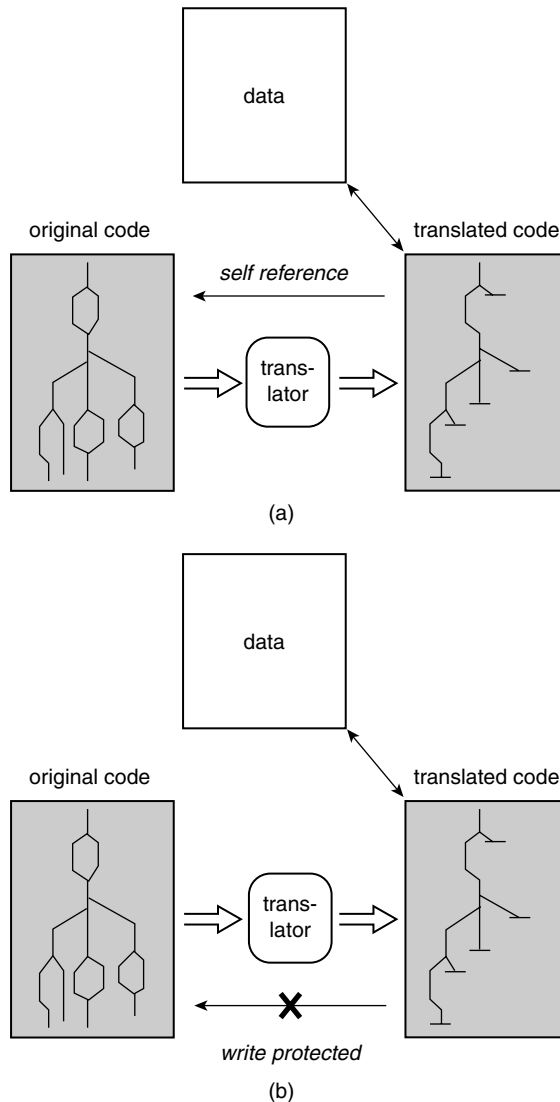 data
original code
translated code
self reference
trans-
lator
(a)
data
original code
translated code
trans-
lator
write protected
(b)